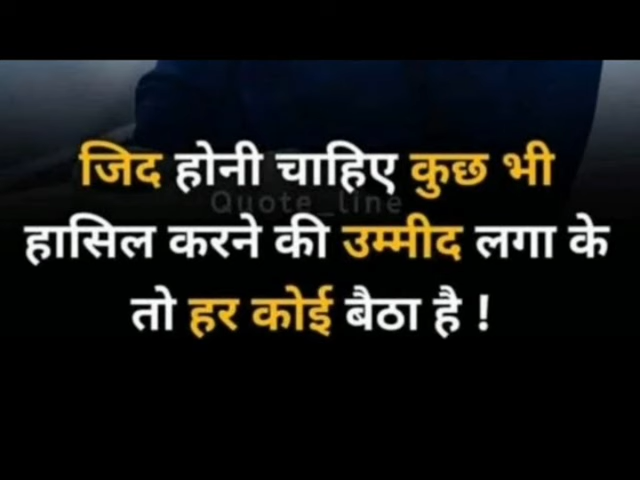 जिद होनी चाहिए कुछ भी
Quote_line
हासिल करने की उम्मीद लगा के
तो हर कोई बैठा है !